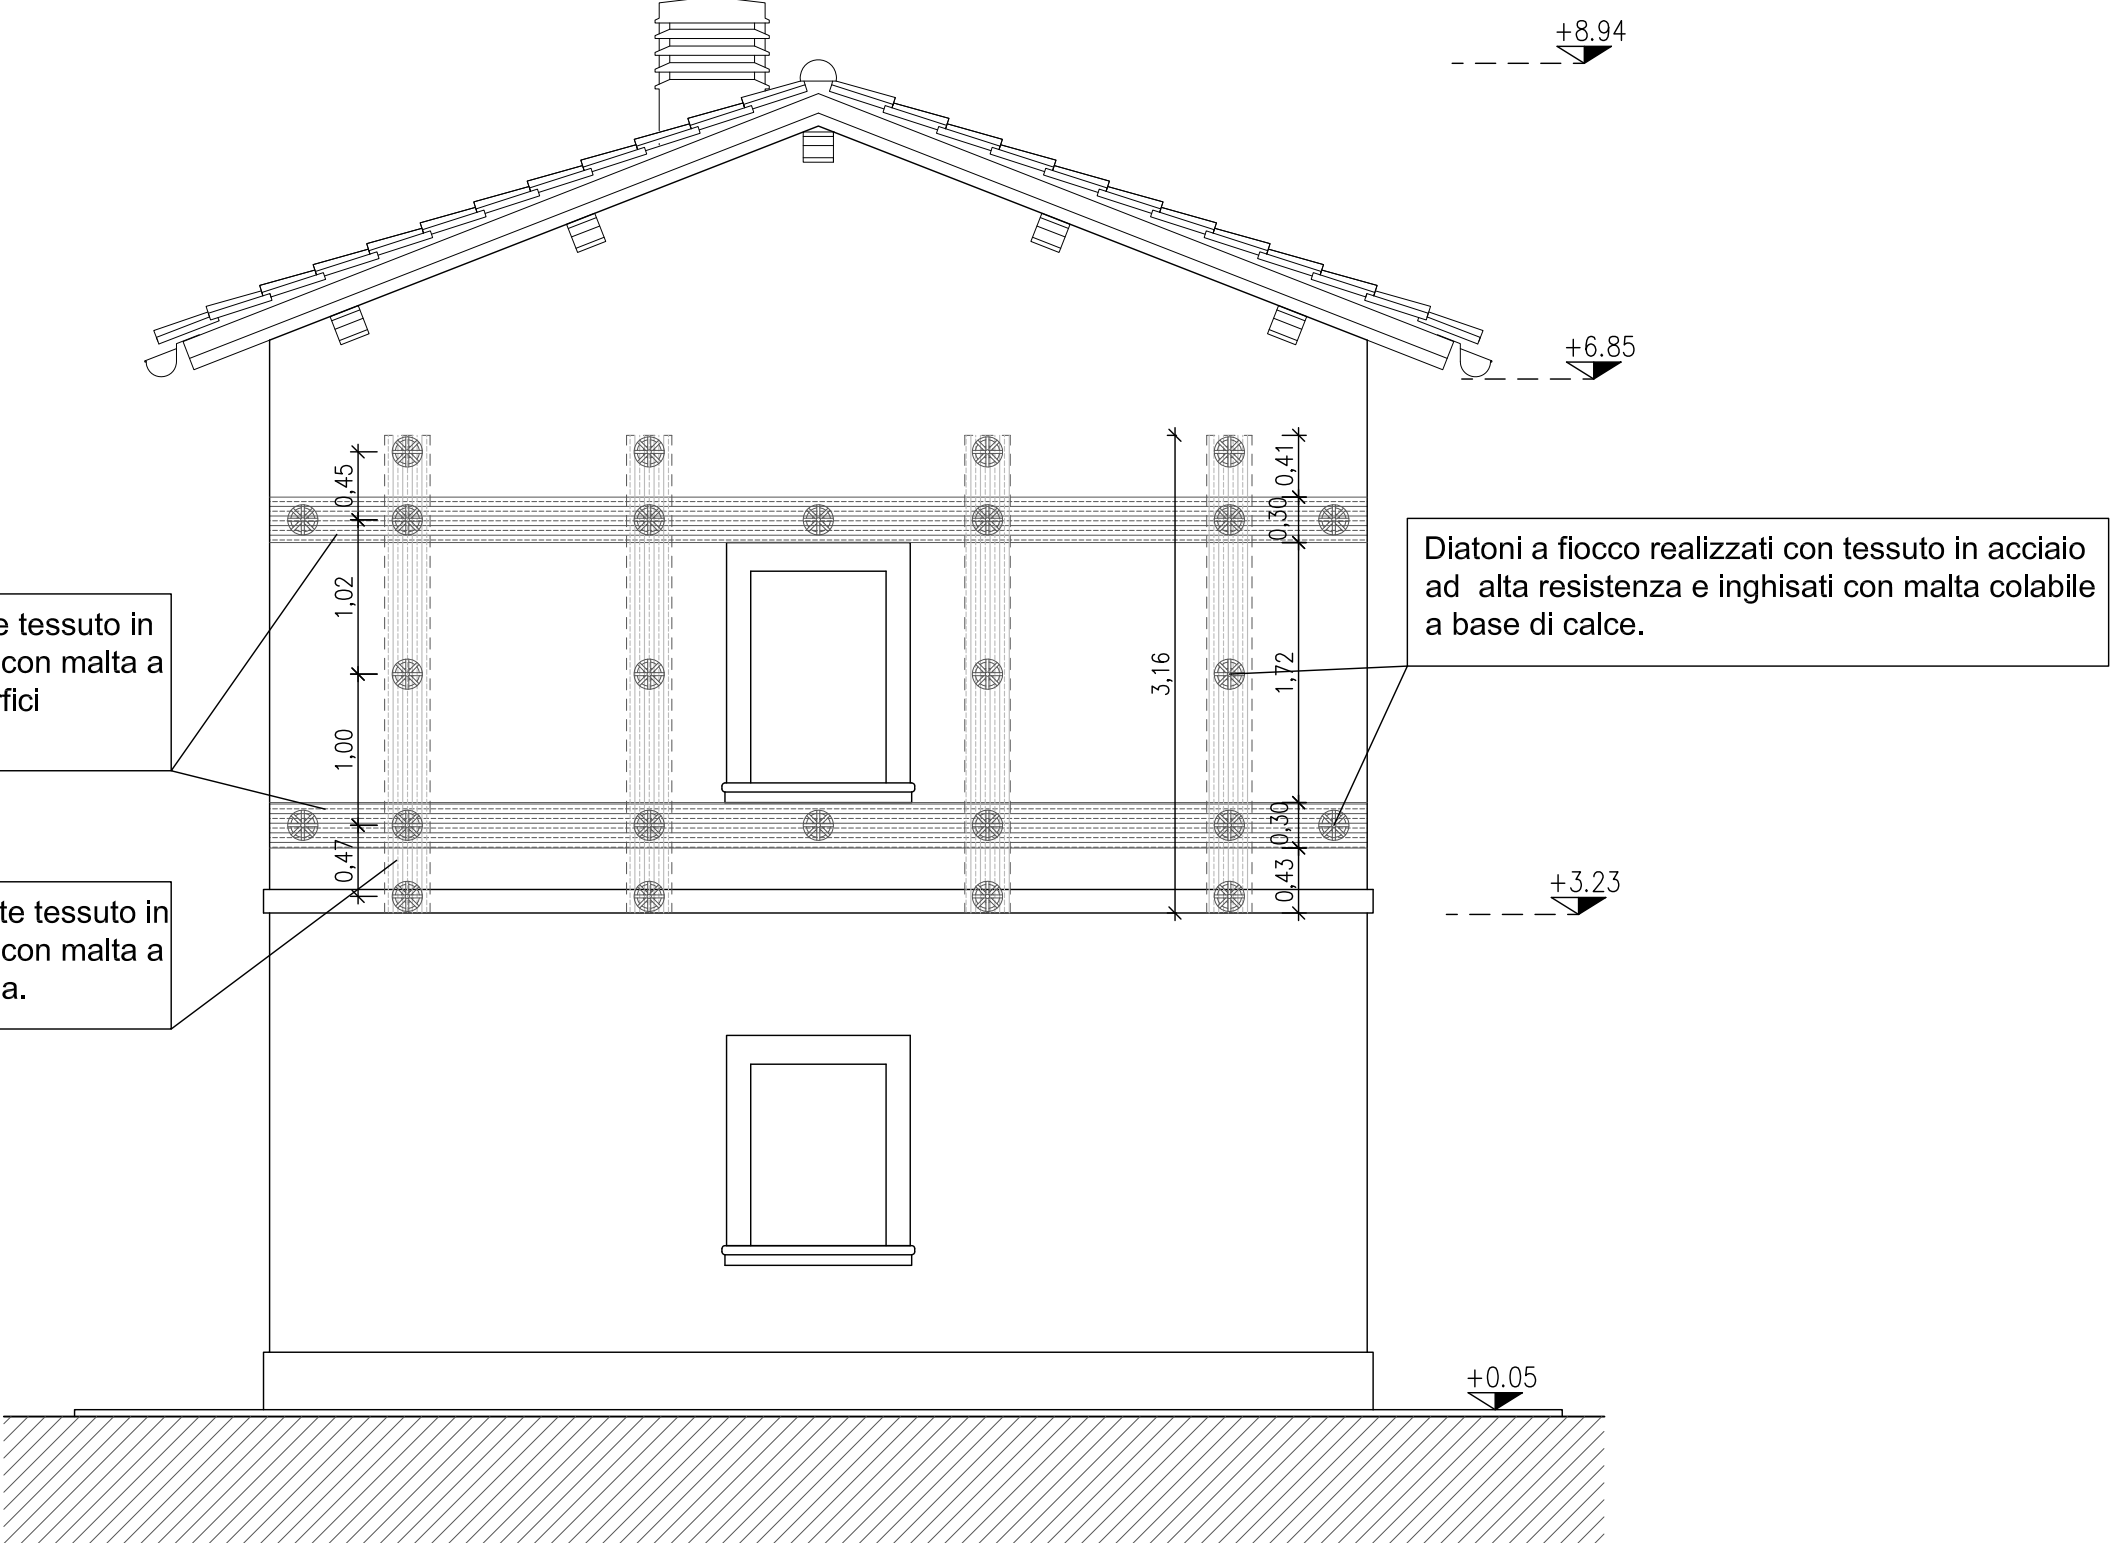 +8.94
+6.85
0,45
0,41
0,30
Diatoni a fiocco realizzati con tessuto in acciaio
ad alta resistenza e inghisati con malta colabile
a base di calce.
1,02
e tessuto in
con malta a
rfici
3,16
1,72
1,00
0,30
0,47
0,43
+3.23
te tessuto in
con malta a
a.
+0.05